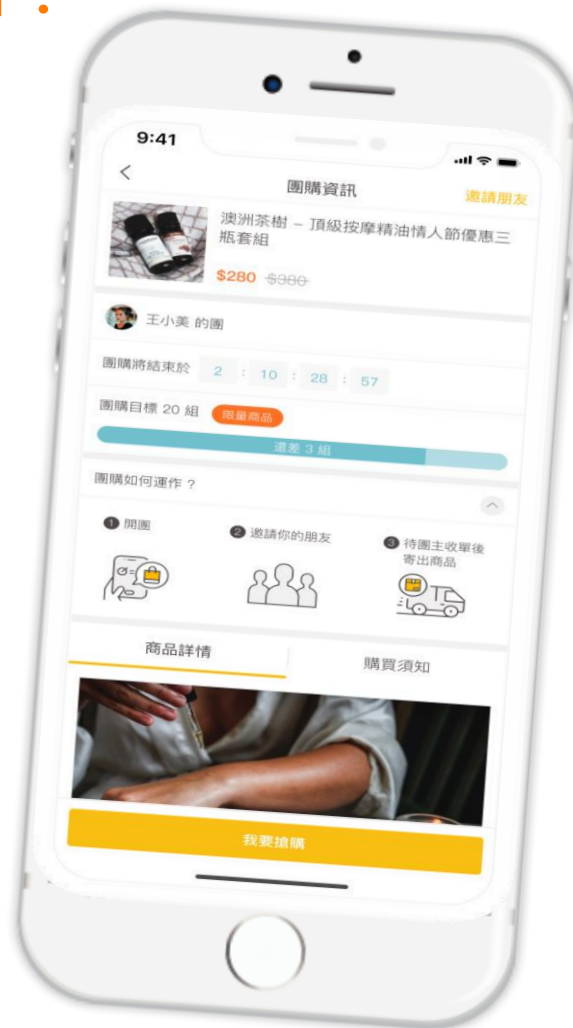 9:41
團購資訊
邀請朋友
澳洲茶樹 – 頂級按摩精油情人節優惠三
瓶套組
$280 $380
王小美 的團
團購將結束於 2 : 10 : 28 : 57
團購目標 20 組 限量商品
還差 3 組
團購如何運作 ?
1 開團
2 邀請你的朋友
3 待團主收單後
寄出商品
商品詳情
購買須知
我要搶購